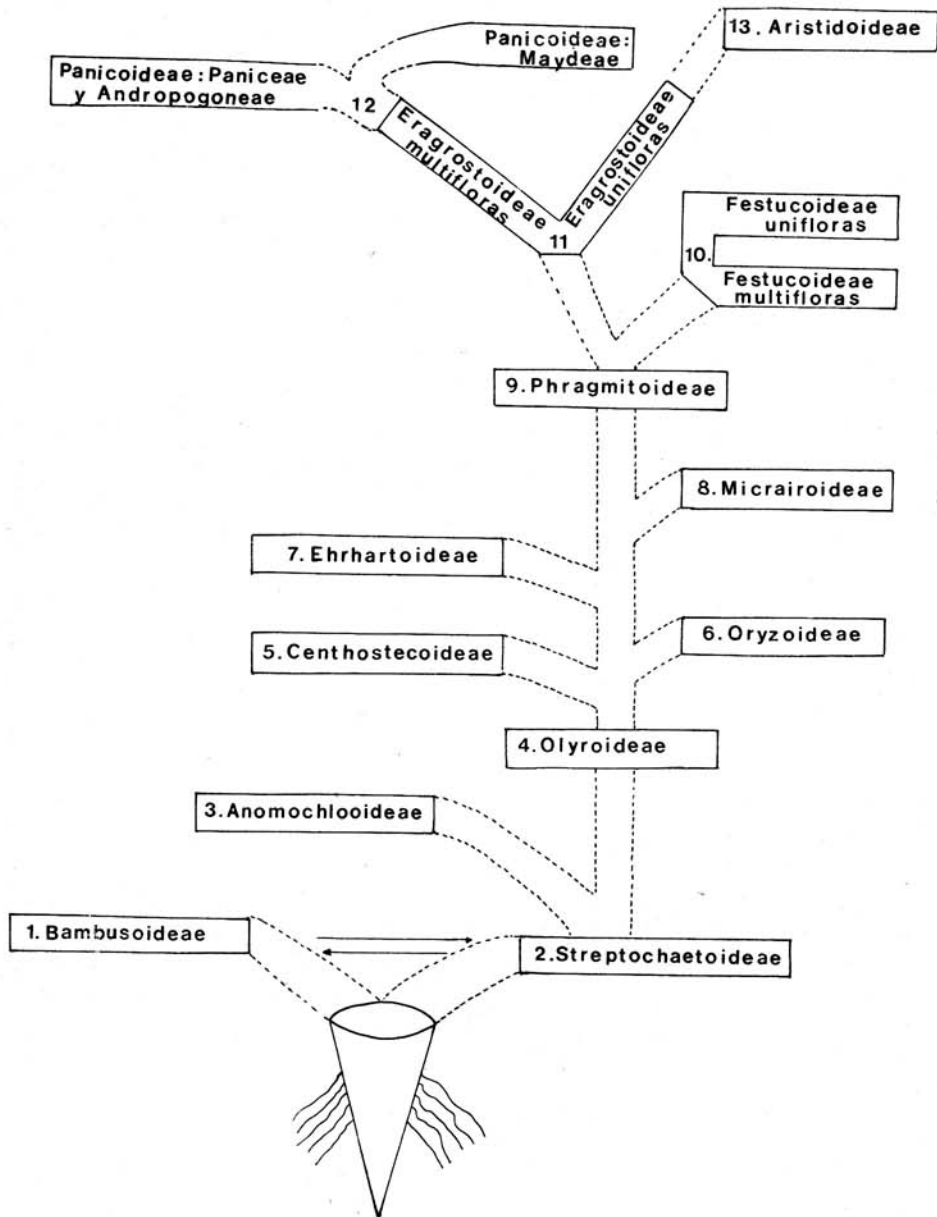 13. Aristidoideae
Panicoideae:
Maydeae
Panicoideae: Paniceae
y Andropogoneae
12
Eragrostoideae
multifloras
Eragrostoideae
unifloras
11
Festucoideae
unifloras
10.
Festucoideae
multifloras
9. Phragmitoideae
8. Micrairoideae
7. Ehrhartoideae
6. Oryzoideae
5. Centhostecoideae
4. Olyroideae
3. Anomochlooideae
1. Bambusoideae
2. Streptochaetoideae